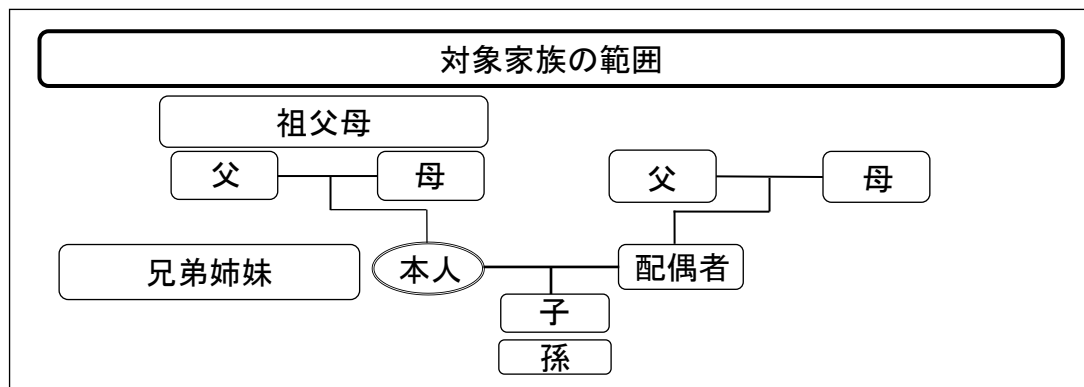 対象家族の範囲
祖父母
父 母 父 母
兄弟姉妹 本人 配偶者
子
孫